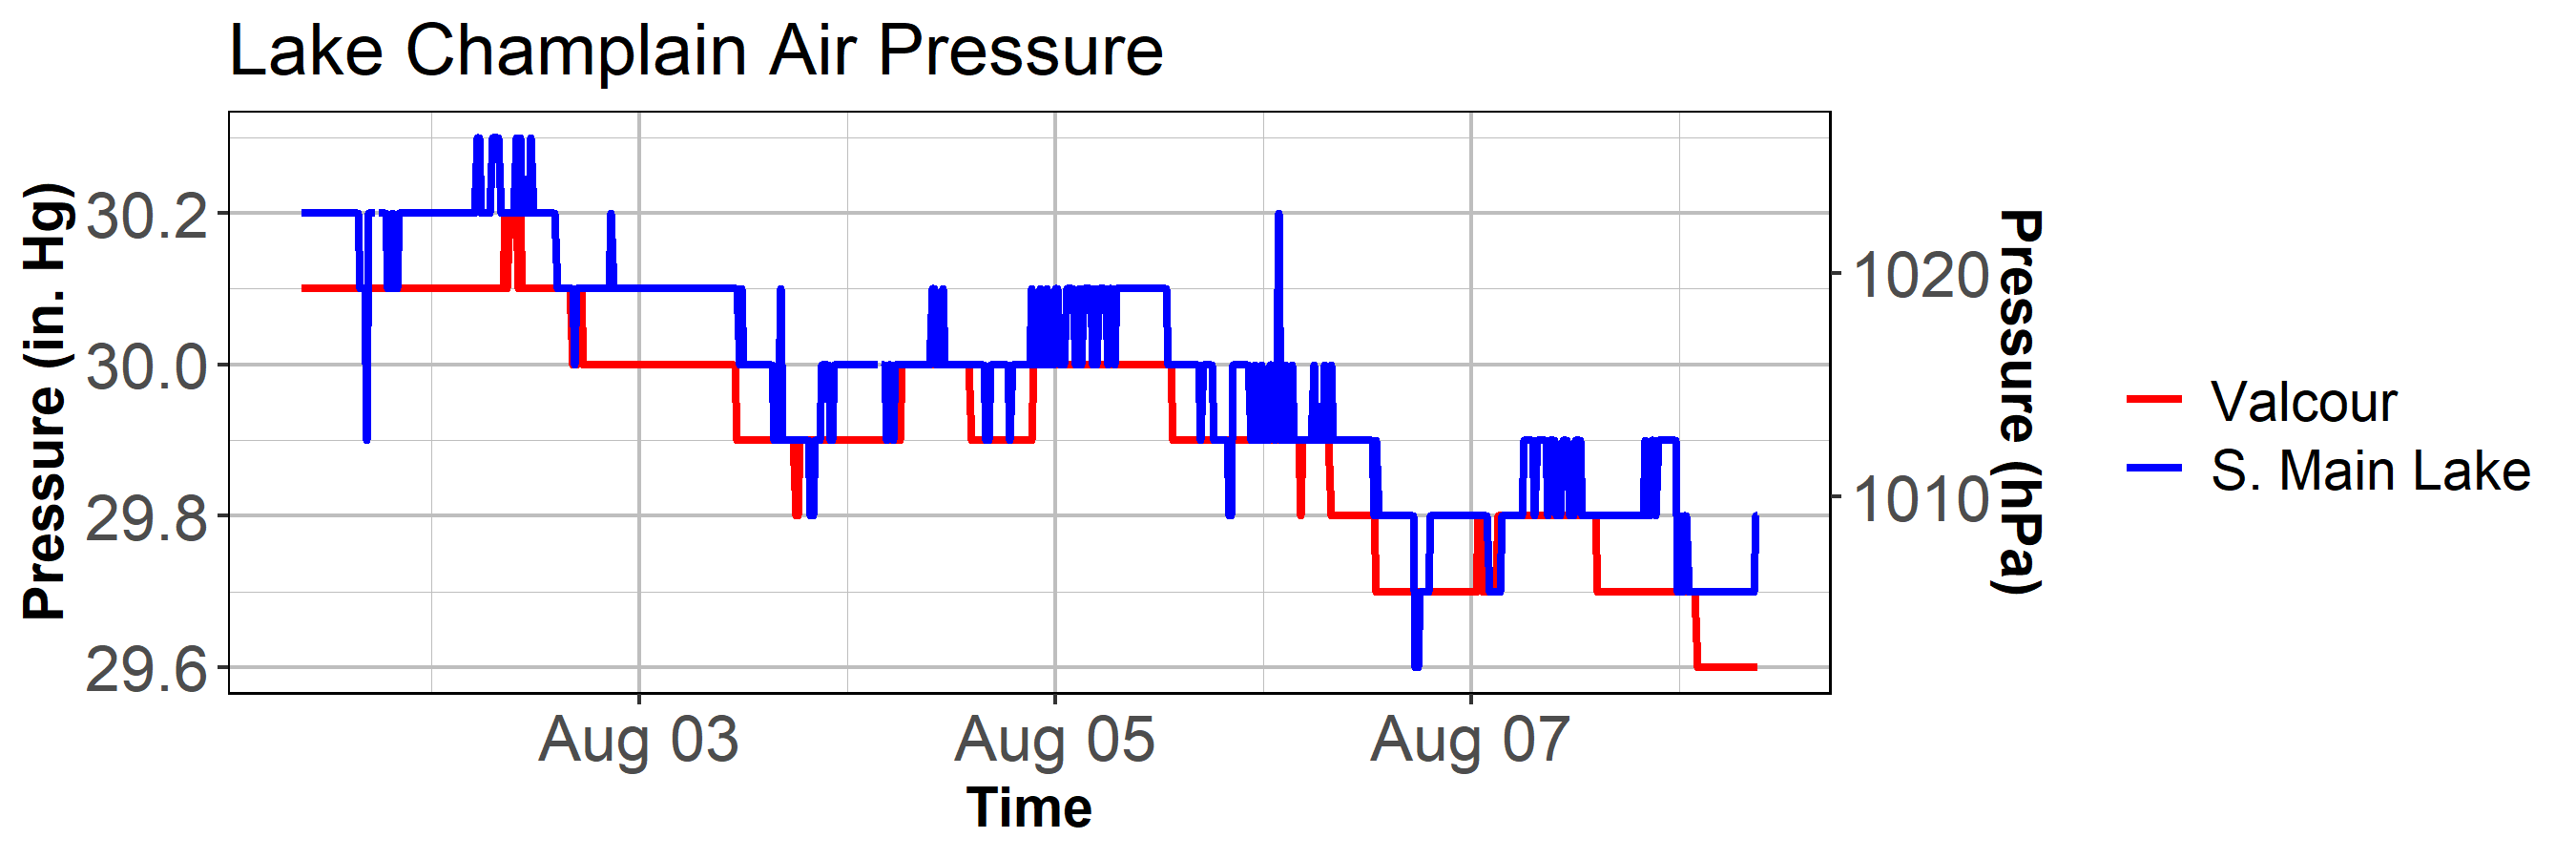 Lake Champlain Air Pressure
Pressure (in. Hg)
30.2
30.0
29.8
29.6
1020
1010
Pressure (hPa)
Valcour
S. Main Lake
Aug 03
Aug 05
Aug 07
Time